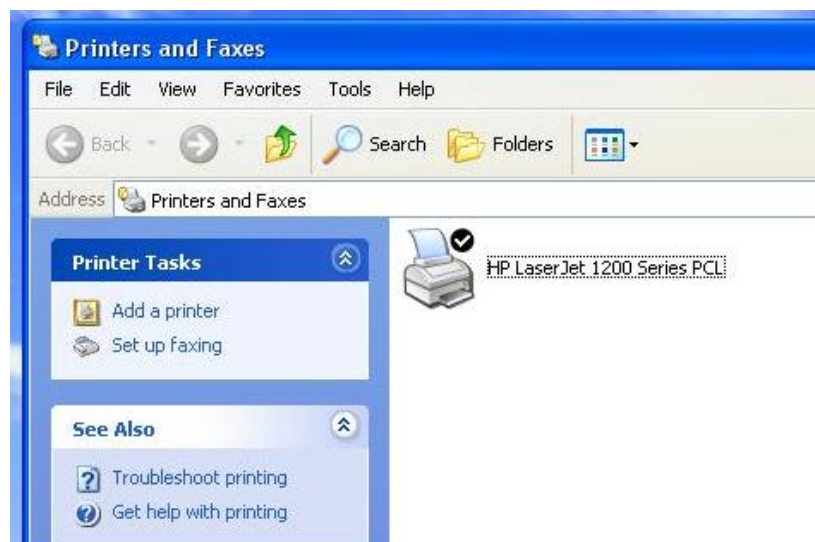 Printers and Faxes
File Edit View Favorites Tools Help
Back Search Folders
Address Printers and Faxes
Printer Tasks
Add a printer
Set up faxing
See Also
Troubleshoot printing
Get help with printing
HP LaserJet 1200 Series PCL